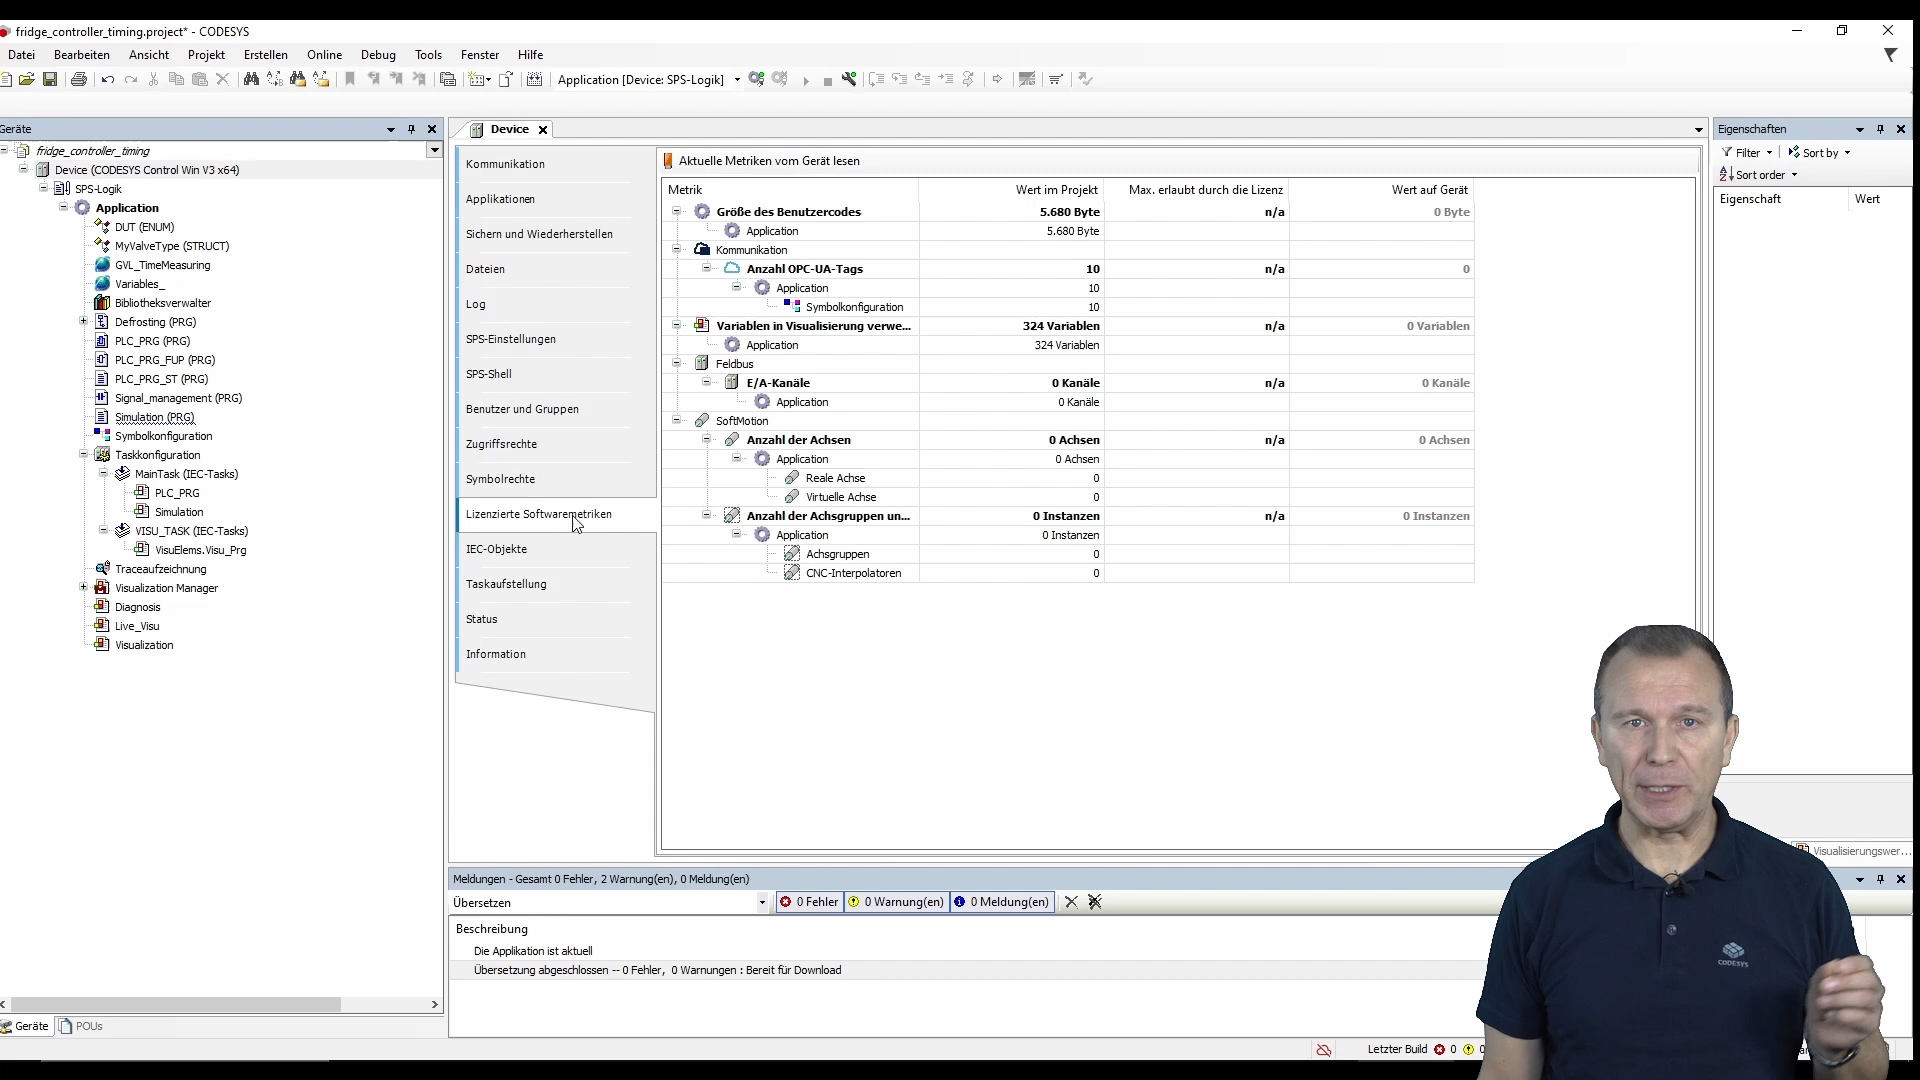 fridge_controller_timing.project* - CODESYS
Datei Bearbeiten Ansicht Projekt Erstellen Online Debug Tools Fenster Hilfe
Application [Device: SPS-Logik]
Geräte
fridge_controller_timing
Device (CODESYS Control Win V3 x64)
SPS-Logik
Application
DUT (ENUM)
MyValveType (STRUCT)
GVL_TimeMeasuring
Variables_
Bibliotheksverwalter
Defrosting (PRG)
PLC_PRG (PRG)
PLC_PRG_FUP (PRG)
PLC_PRG_ST (PRG)
Signal_management (PRG)
Simulation (PRG)
Symbolkonfiguration
Taskkonfiguration
MainTask (IEC-Tasks)
PLC_PRG
Simulation
VISU_TASK (IEC-Tasks)
VisuElems.Visu_Prg
Traceaufzeichnung
Visualization Manager
Diagnosis
Live_Visu
Visualization
Geräte POUs
Device
Kommunikation
Applikationen
Sichern und Wiederherstellen
Dateien
Log
SPS-Einstellungen
SPS-Shell
Benutzer und Gruppen
Zugriffsrechte
Symbolrechte
Lizenzierte Softwaremetriken
IEC-Objekte
Taskaufstellung
Status
Information
Aktuelle Metriken vom Gerät lesen
Metrik Wert im Projekt Max. erlaubt durch die Lizenz Wert auf Gerät
Größe des Benutzercodes 5.680 Byte n/a 0 Byte
Application 5.680 Byte
Kommunikation
Anzahl OPC-UA-Tags 10 n/a 0
Application 10
Symbolkonfiguration 10
Variablen in Visualisierung verwe... 324 Variablen n/a 0 Variablen
Application 324 Variablen
Feldbus
E/A-Kanäle 0 Kanäle n/a 0 Kanäle
Application 0 Kanäle
SoftMotion
Anzahl der Achsen 0 Achsen n/a 0 Achsen
Application 0 Achsen
Reale Achse 0
Virtuelle Achse 0
Anzahl der Achsgruppen un... 0 Instanzen n/a 0 Instanzen
Application 0 Instanzen
Achsgruppen 0
CNC-Interpolatoren 0
Eigenschaften
Filter Sort by
Sort order
Eigenschaft Wert
Visualisierungswer...
Meldungen - Gesamt 0 Fehler, 2 Warnung(en), 0 Meldung(en)
Übersetzen 0 Fehler 0 Warnung(en) 0 Meldung(en)
Beschreibung
Die Applikation ist aktuell
Übersetzung abgeschlossen -- 0 Fehler, 0 Warnungen : Bereit für Download
Letzter Build 0 0
CODESYS